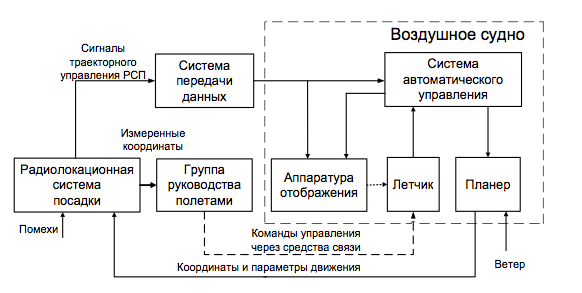 Воздушное судно
Сигналы
траекторного
управления РСП
Система
передачи
данных
Система
автоматического
управления
Измеренные
координаты
Радиолокационная
система
посадки
Группа
руководства
полетами
Аппаратура
отображения
Летчик
Планер
Помехи
Команды управления
через средства связи
Ветер
Координаты и параметры движения